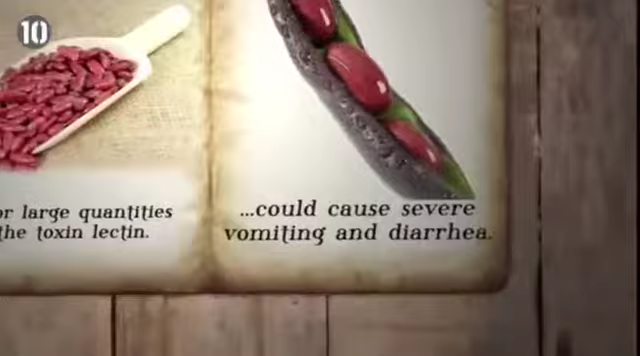 10
or large quantities
the toxin lectin.
...could cause severe
vomiting and diarrhea.